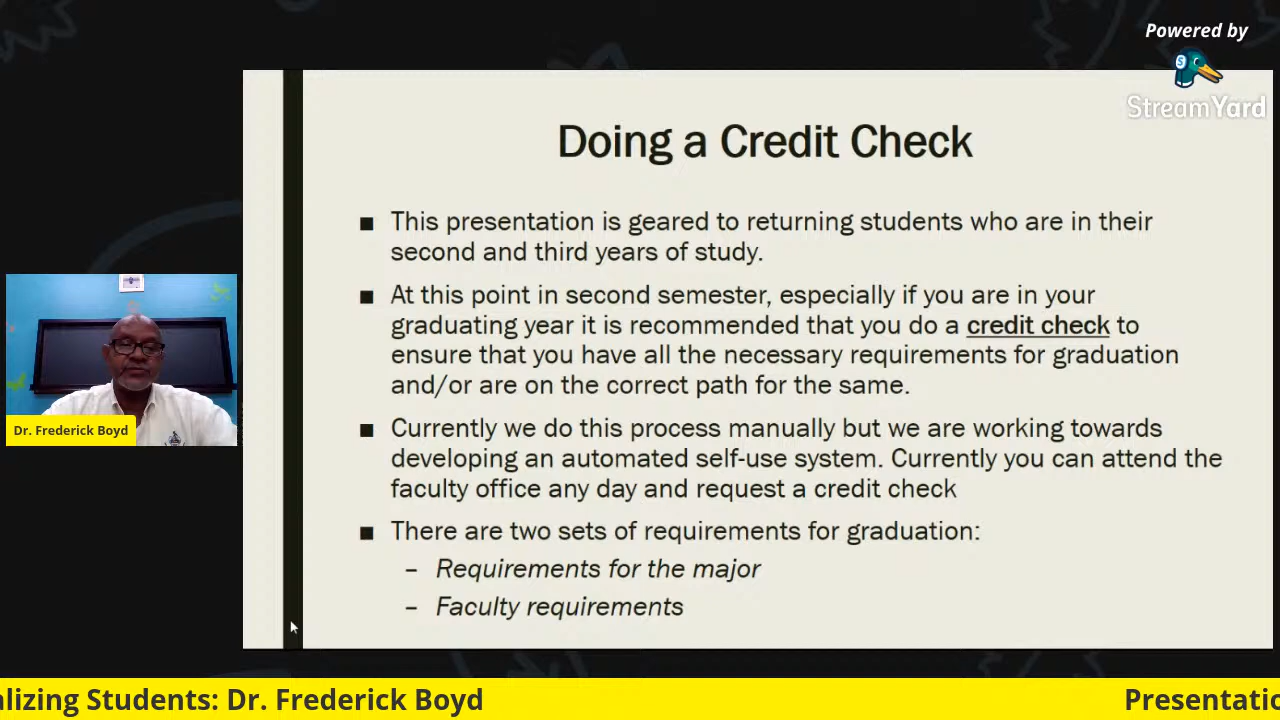 Powered by
StreamYard
Doing a Credit Check
■ This presentation is geared to returning students who are in their
second and third years of study.
■ At this point in second semester, especially if you are in your
graduating year it is recommended that you do a credit check to
ensure that you have all the necessary requirements for graduation
and/or are on the correct path for the same.
■ Currently we do this process manually but we are working towards
developing an automated self-use system. Currently you can attend the
faculty office any day and request a credit check
■ There are two sets of requirements for graduation:
– Requirements for the major
– Faculty requirements
Dr. Frederick Boyd
Students: Dr. Frederick Boyd